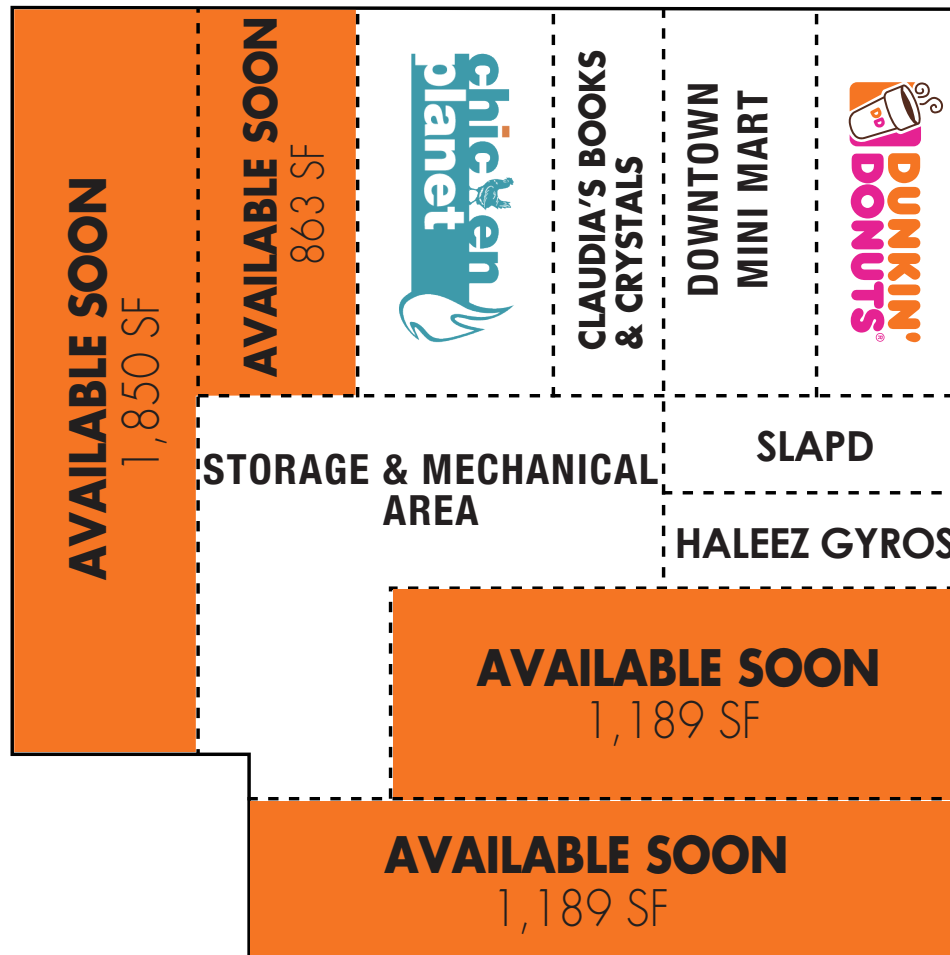 AVAILABLE SOON
1,850 SF
AVAILABLE SOON
863 SF
chicken
planet
CLAUDIA'S BOOKS
& CRYSTALS
DOWNTOWN
MINI MART
DD
DUNKIN'
DONUTS®
STORAGE & MECHANICAL
AREA
SLAPD
HALEEZ GYROS
AVAILABLE SOON
1,189 SF
AVAILABLE SOON
1,189 SF